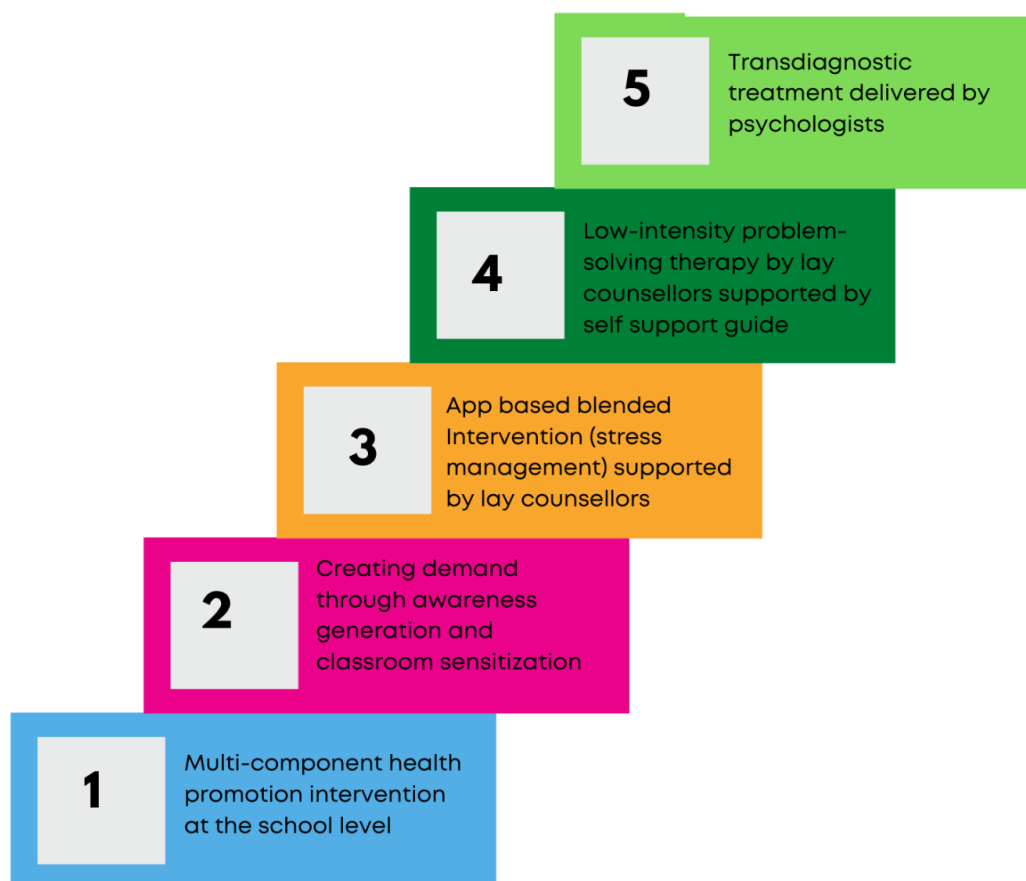 5
Transdiagnostic
treatment delivered by
psychologists
4
Low-intensity problem-
solving therapy by lay
counsellors supported by
self support guide
3
App based blended
Intervention (stress
management) supported
by lay counsellors
2
Creating demand
through awareness
generation and
classroom sensitization
1
Multi-component health
promotion intervention
at the school level